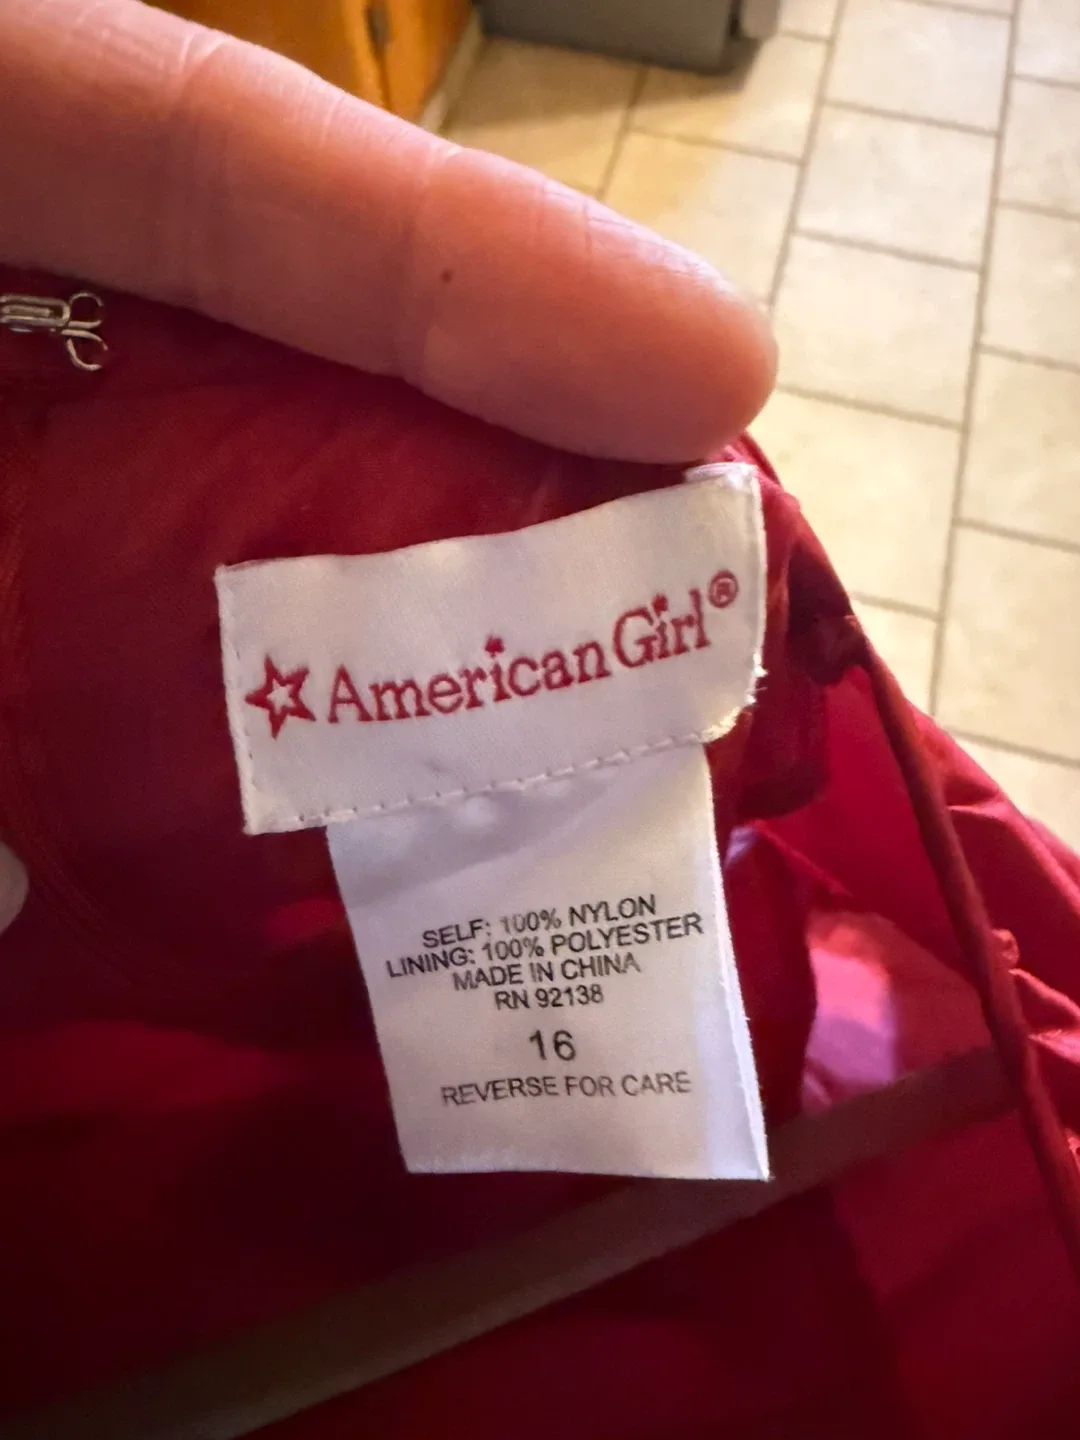 American Girl®
SELF: 100% NYLON
LINING: 100% POLYESTER
MADE IN CHINA
RN 92138
16
REVERSE FOR CARE